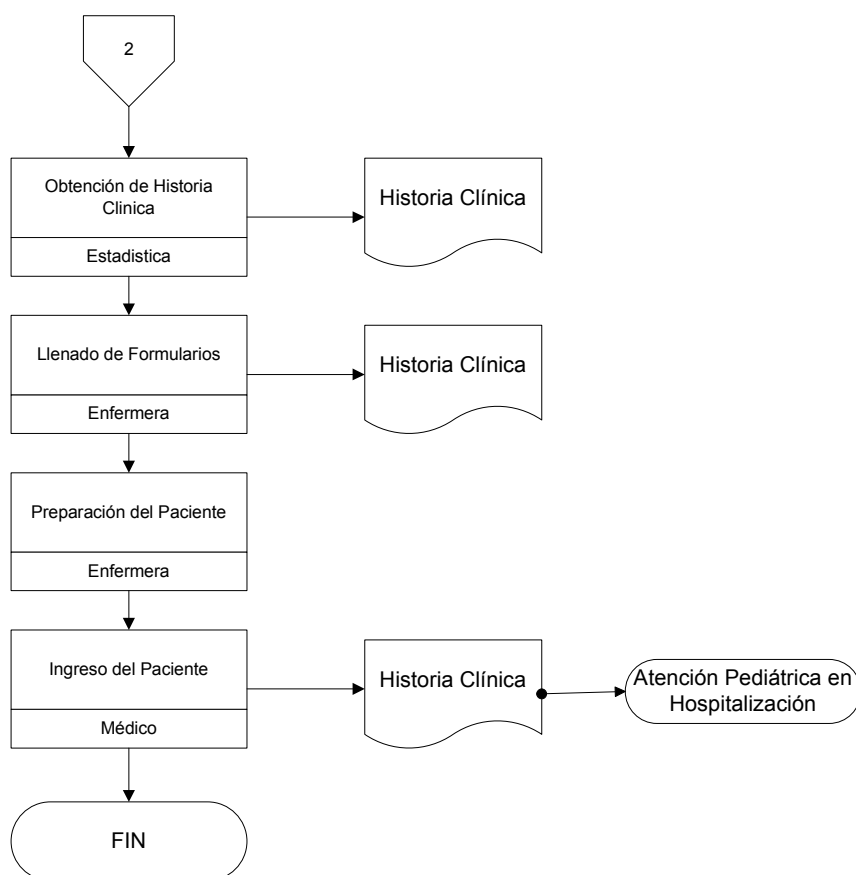 2
Obtención de Historia
Clinica
Estadistica
Historia Clínica
Llenado de Formularios
Enfermera
Historia Clínica
Preparación del Paciente
Enfermera
Ingreso del Paciente
Médico
Historia Clínica
Atención Pediátrica en
Hospitalización
FIN